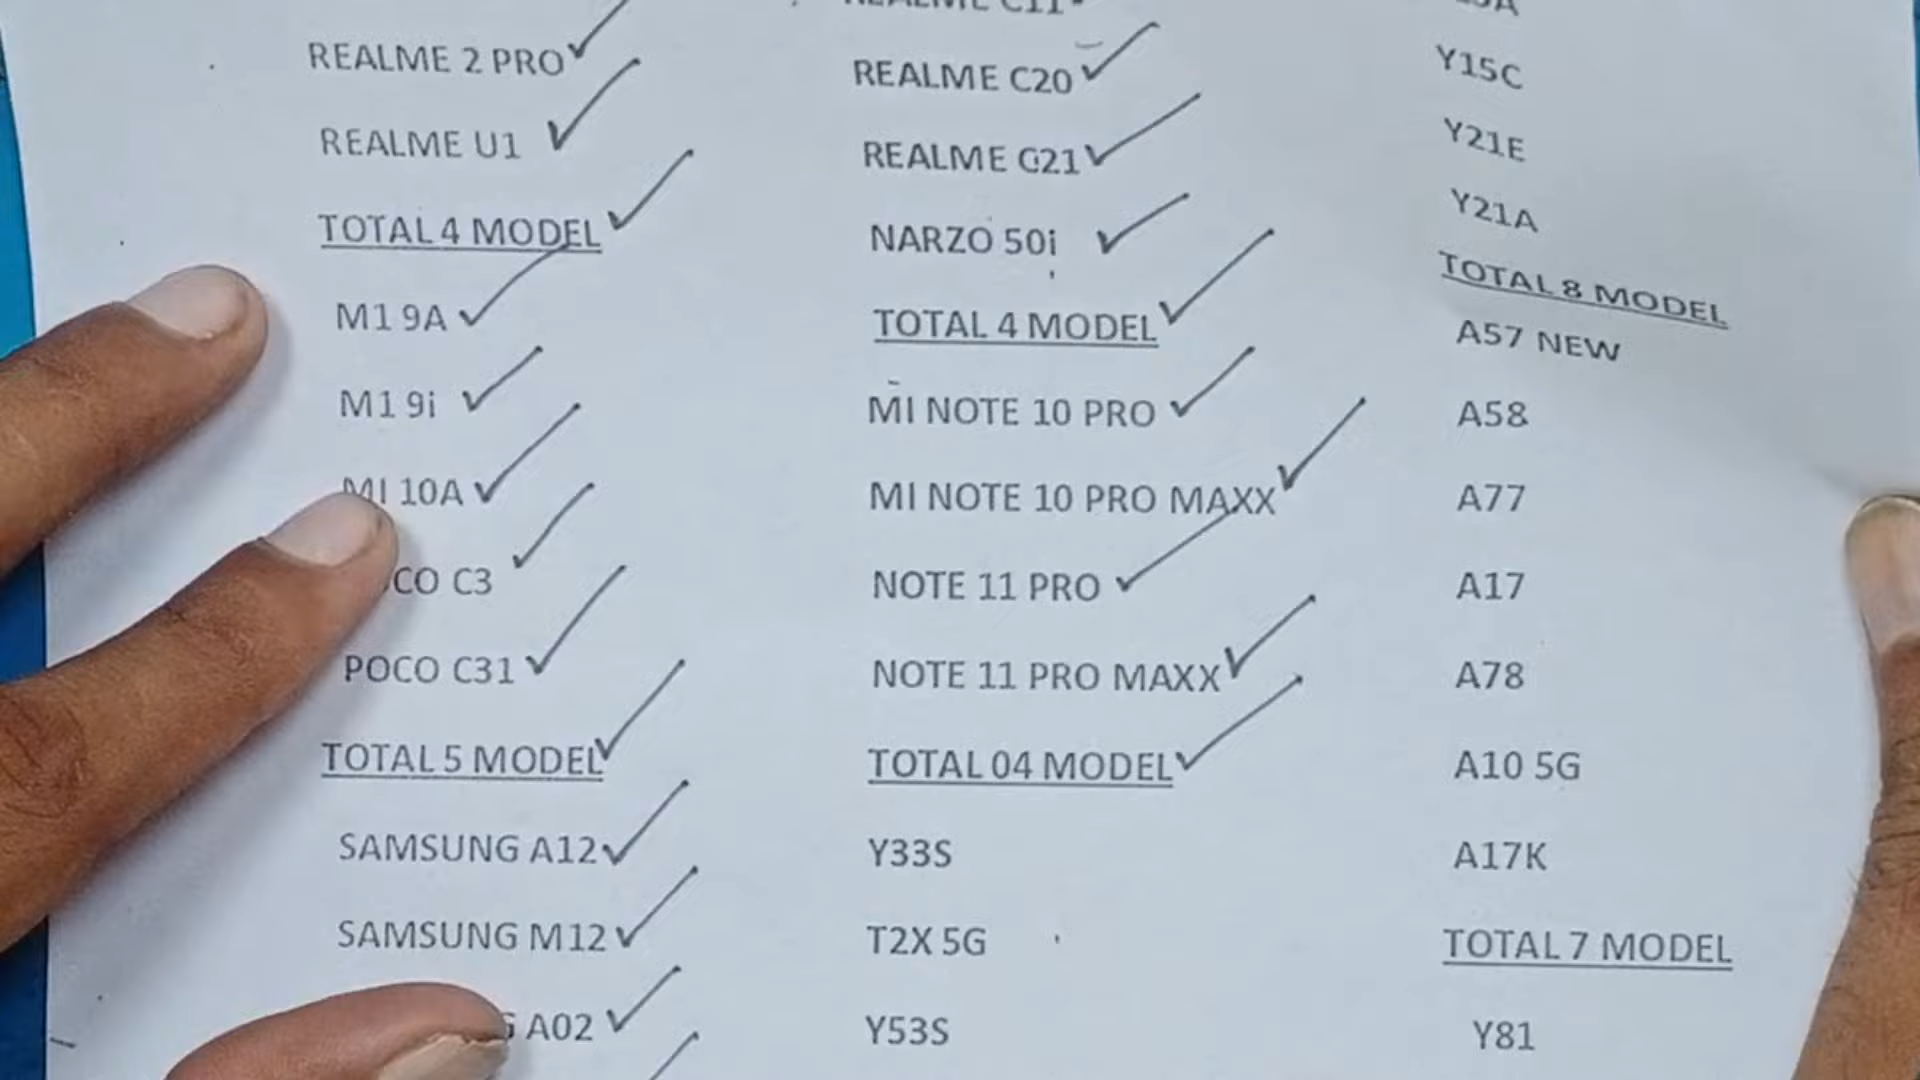 REALME 2 PRO
REALME U1
TOTAL 4 MODEL
M1 9A
M1 9i
MI 10A
CO C3
POCO C31
TOTAL 5 MODEL
SAMSUNG A12
SAMSUNG M12
A02
REALME C11
REALME C20
REALME C21
NARZO 50i
TOTAL 4 MODEL
MI NOTE 10 PRO
MI NOTE 10 PRO MAXX
NOTE 11 PRO
NOTE 11 PRO MAXX
TOTAL 04 MODEL
Y33S
T2X 5G
Y53S
Y15C
Y21E
Y21A
TOTAL 8 MODEL
A57 NEW
A58
A77
A17
A78
A10 5G
A17K
TOTAL 7 MODEL
Y81